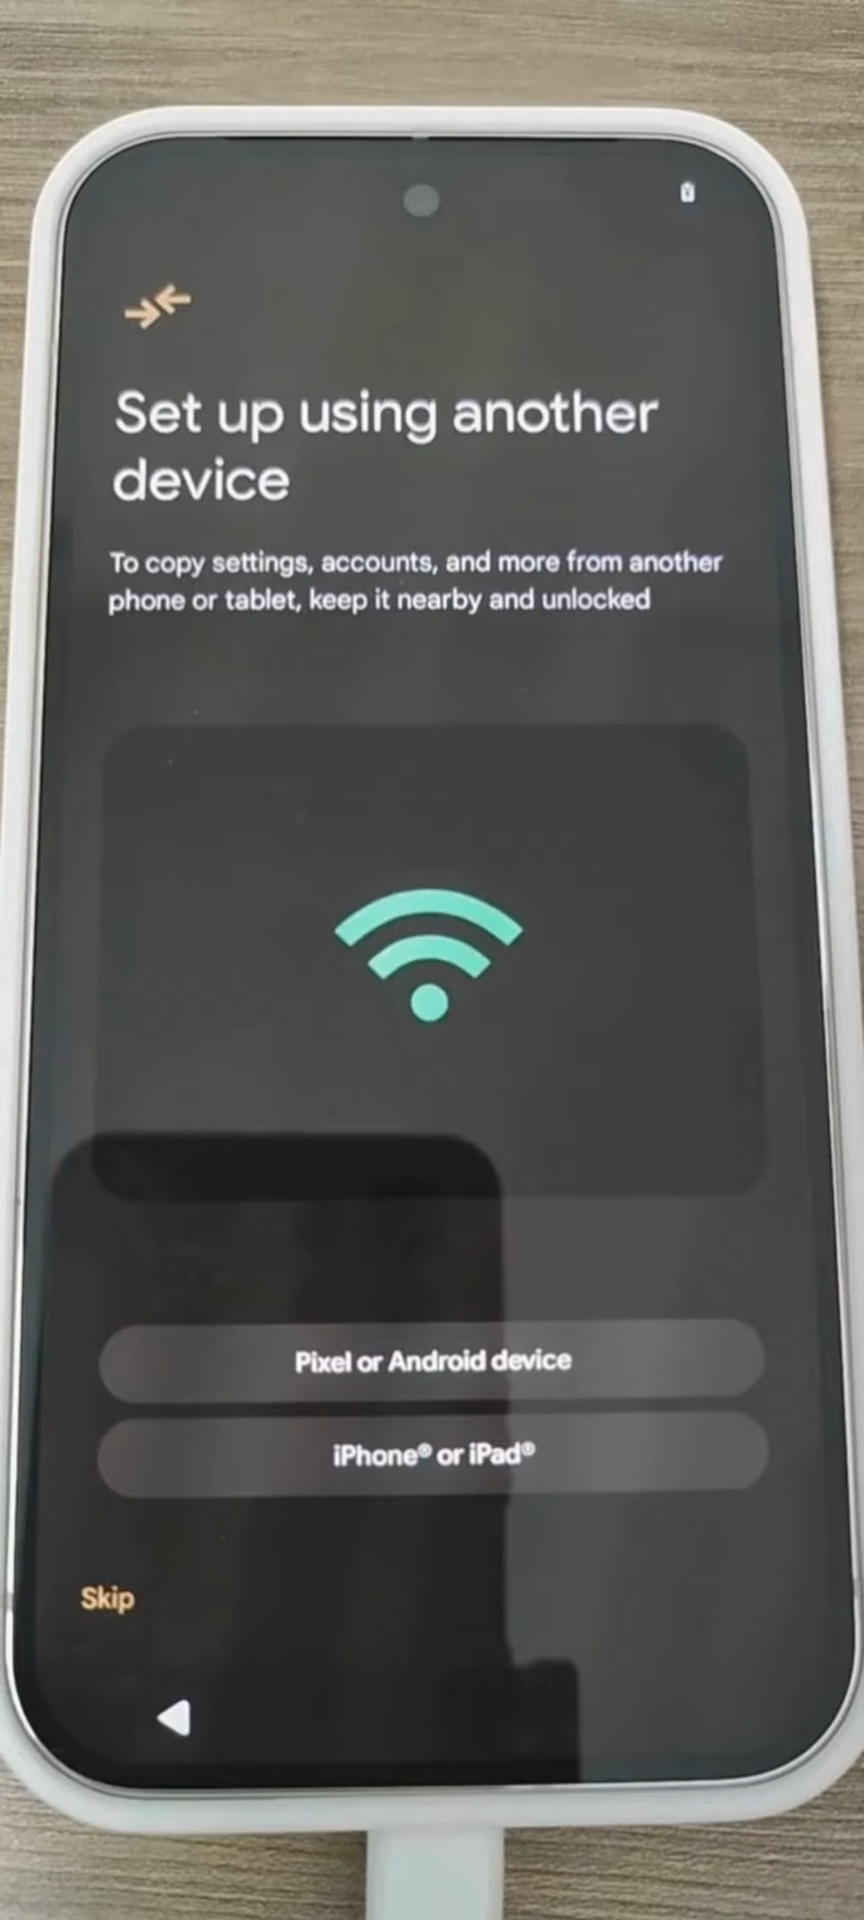 Set up using another
device
To copy settings, accounts, and more from another
phone or tablet, keep it nearby and unlocked
Pixel or Android device
iPhone® or iPad®
Skip